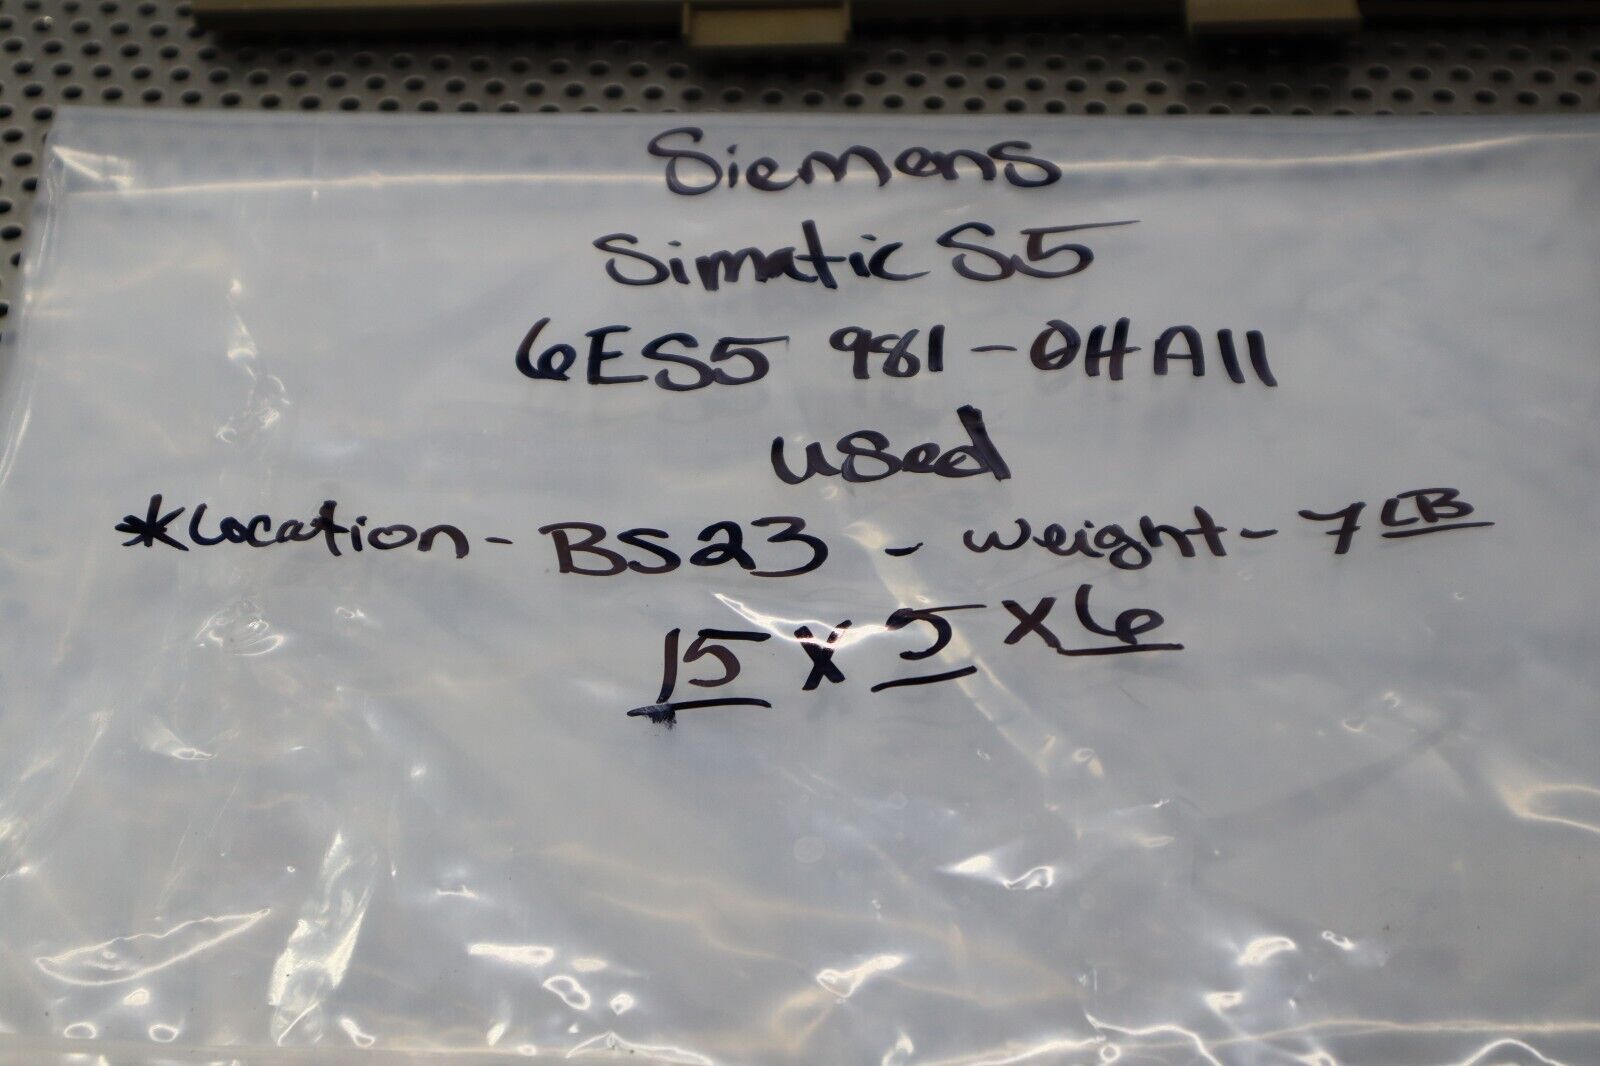 Siemens
Simatic S5
6ES5 981-0HA11
used
*Location - BS23 - weight - 7 LB
15 x 5 x 6